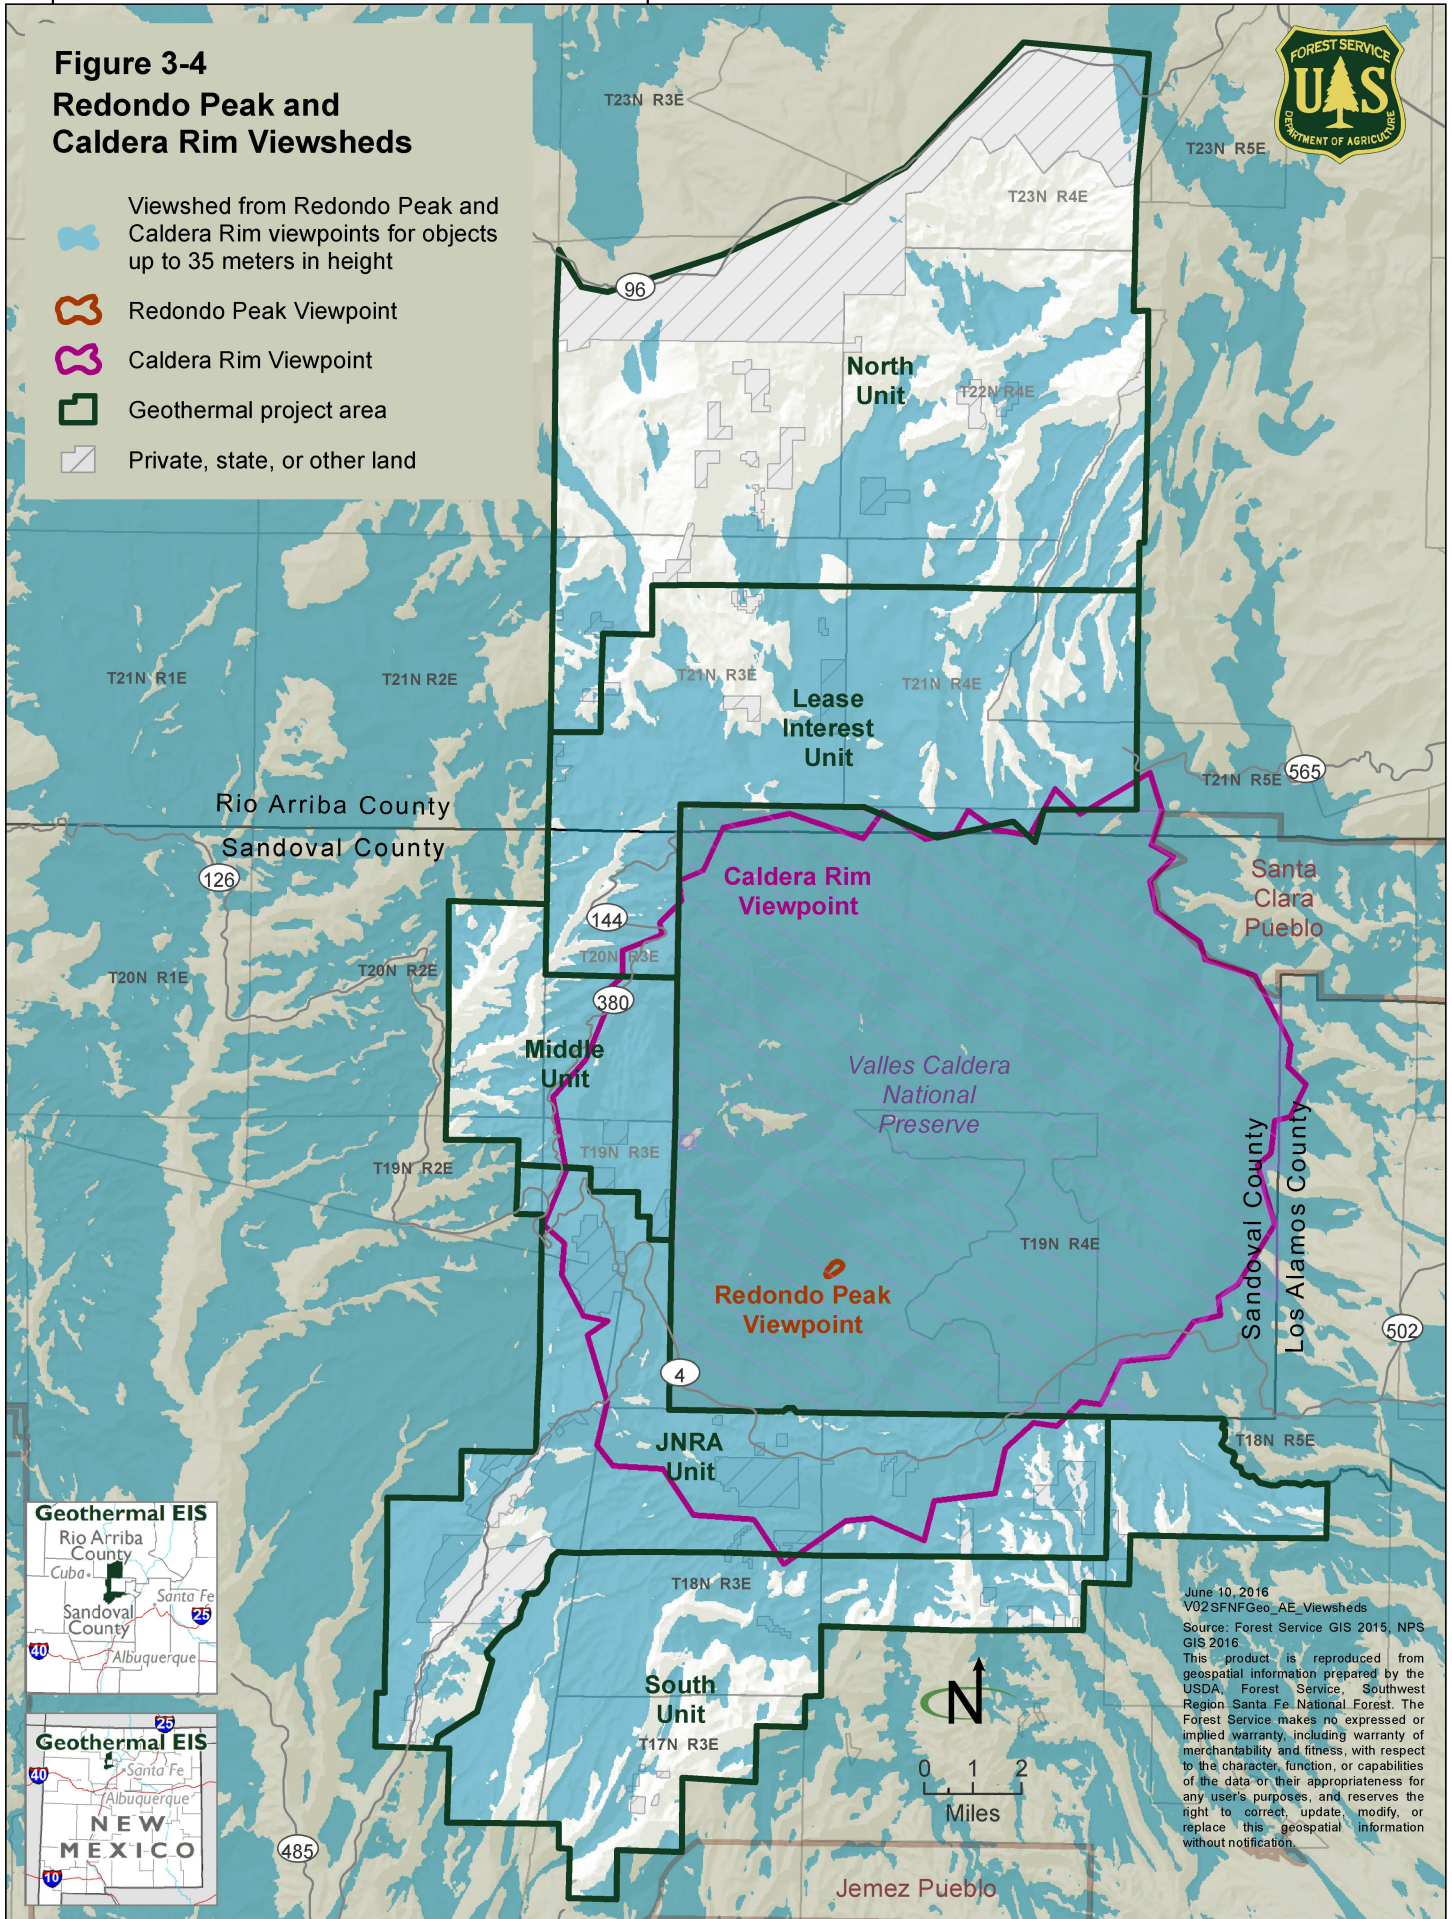 Figure 3-4
Redondo Peak and
Caldera Rim Viewsheds
Viewshed from Redondo Peak and
Caldera Rim viewpoints for objects
up to 35 meters in height
Redondo Peak Viewpoint
Caldera Rim Viewpoint
Geothermal project area
Private, state, or other land
FOREST SERVICE
U S
DEPARTMENT OF AGRICULTURE
T23N R3E
T23N R5E
T23N R4E
96
North
Unit
T22N R4E
T21N R1E
T21N R2E
T21N R3E
T21N R4E
Lease
Interest
Unit
T21N R5E
565
Rio Arriba County
Sandoval County
126
Caldera Rim
Viewpoint
Santa
Clara
Pueblo
144
T20N R3E
T20N R1E
T20N R2E
380
Middle
Unit
Valles Caldera
National
Preserve
T19N R3E
T19N R2E
Sandoval County
Los Alamos County
T19N R4E
Redondo Peak
Viewpoint
502
4
JNRA
Unit
T18N R5E
T18N R3E
South
Unit
T17N R3E
N
0 1 2
Miles
485
Jemez Pueblo
Geothermal EIS
Rio Arriba
County
Cuba
Santa Fe
25
Sandoval
County
40
Albuquerque
25
Geothermal EIS
Santa Fe
40
Albuquerque
NEW
MEXICO
10
June 10, 2016
V02SFNFGeo_AE_Viewsheds
Source: Forest Service GIS 2015, NPS
GIS 2016
This product is reproduced from
geospatial information prepared by the
USDA, Forest Service, Southwest
Region Santa Fe National Forest. The
Forest Service makes no expressed or
implied warranty, including warranty of
merchantability and fitness, with respect
to the character, function, or capabilities
of the data or their appropriateness for
any user's purposes, and reserves the
right to correct, update, modify, or
replace this geospatial information
without notification.